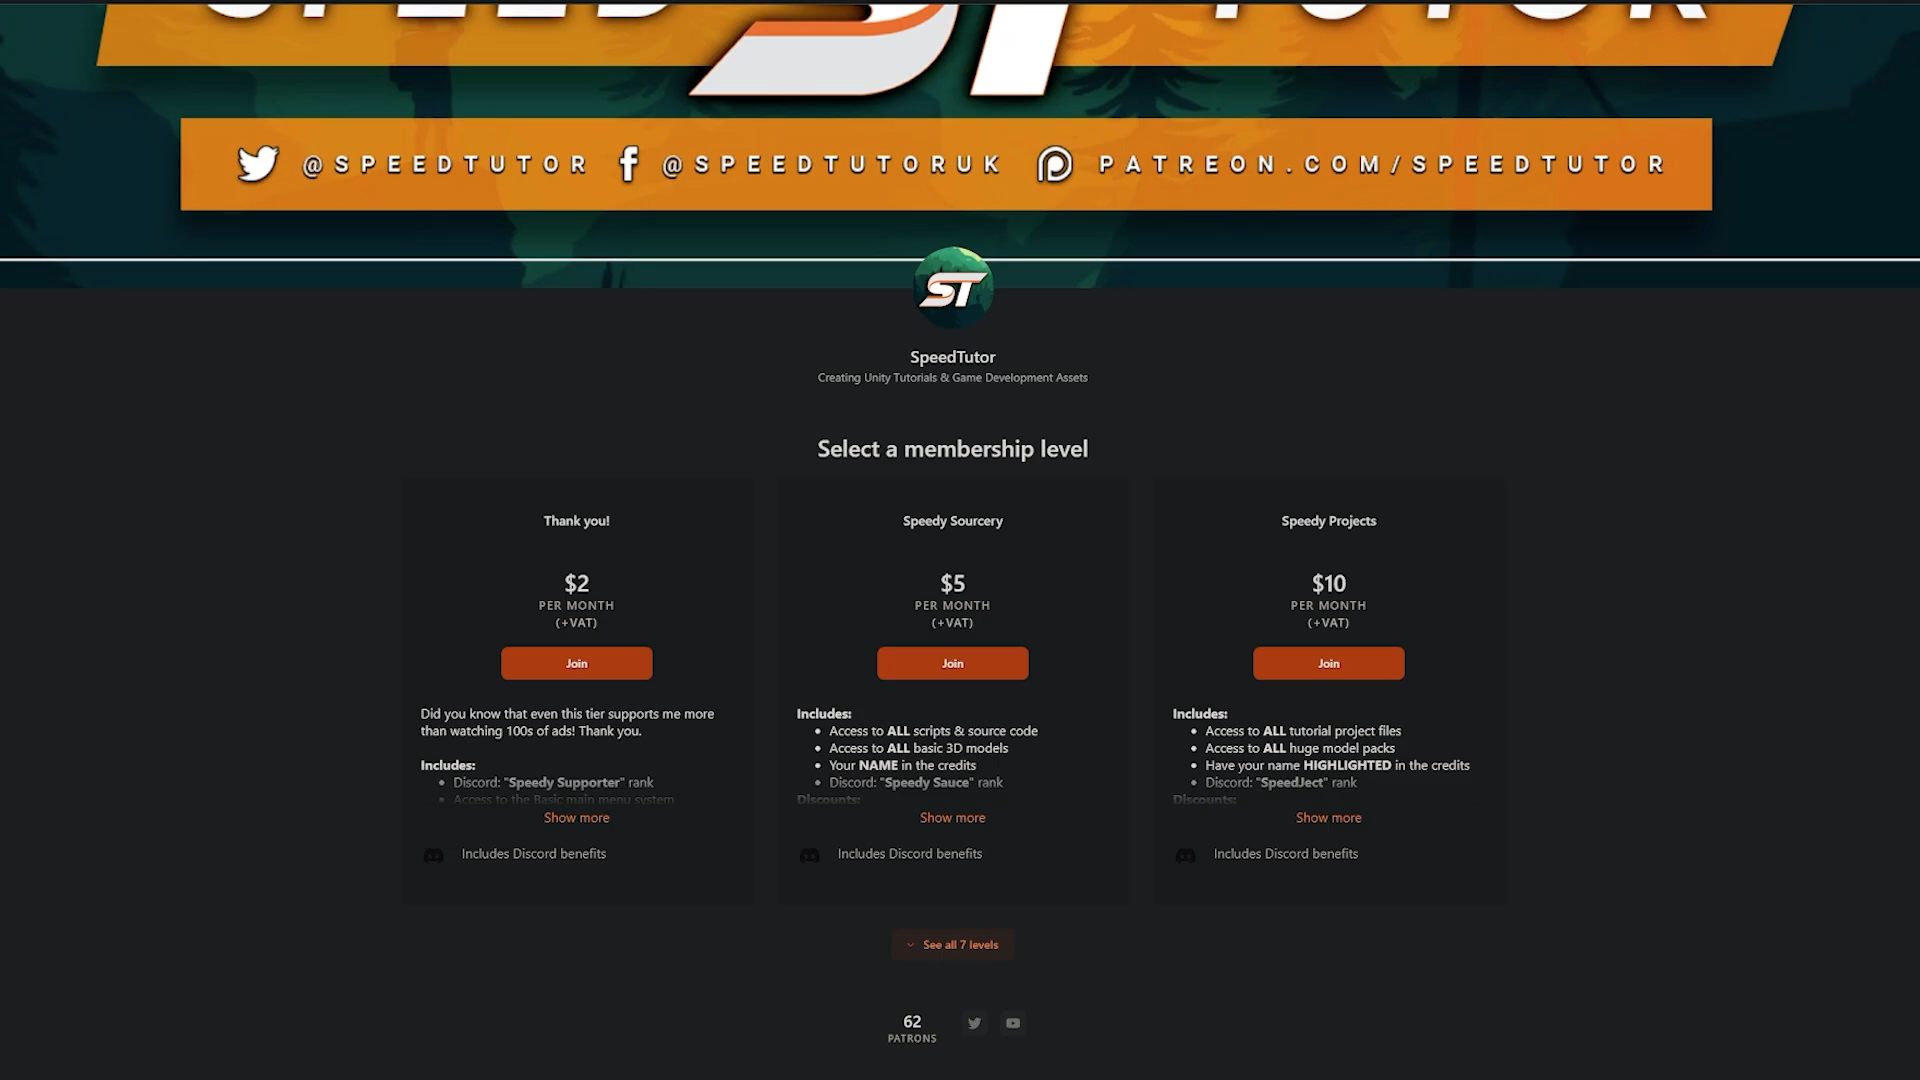 SPEED ST TUTOR
@SPEEDTUTOR @SPEEDTUTORUK PATREON.COM/SPEEDTUTOR
ST
SpeedTutor
Creating Unity Tutorials & Game Development Assets
Select a membership level
Thank you!
$2
PER MONTH
(+VAT)
Join
Did you know that even this tier supports me more
than watching 100s of ads! Thank you.
Includes:
• Discord: "Speedy Supporter" rank
• Access to the Basic main menu system
Show more
Includes Discord benefits
Speedy Sourcery
$5
PER MONTH
(+VAT)
Join
Includes:
• Access to ALL scripts & source code
• Access to ALL basic 3D models
• Your NAME in the credits
• Discord: "Speedy Sauce" rank
Discounts:
Show more
Includes Discord benefits
Speedy Projects
$10
PER MONTH
(+VAT)
Join
Includes:
• Access to ALL tutorial project files
• Access to ALL huge model packs
• Have your name HIGHLIGHTED in the credits
• Discord: "SpeedJect" rank
Discounts:
Show more
Includes Discord benefits
See all 7 levels
62
PATRONS